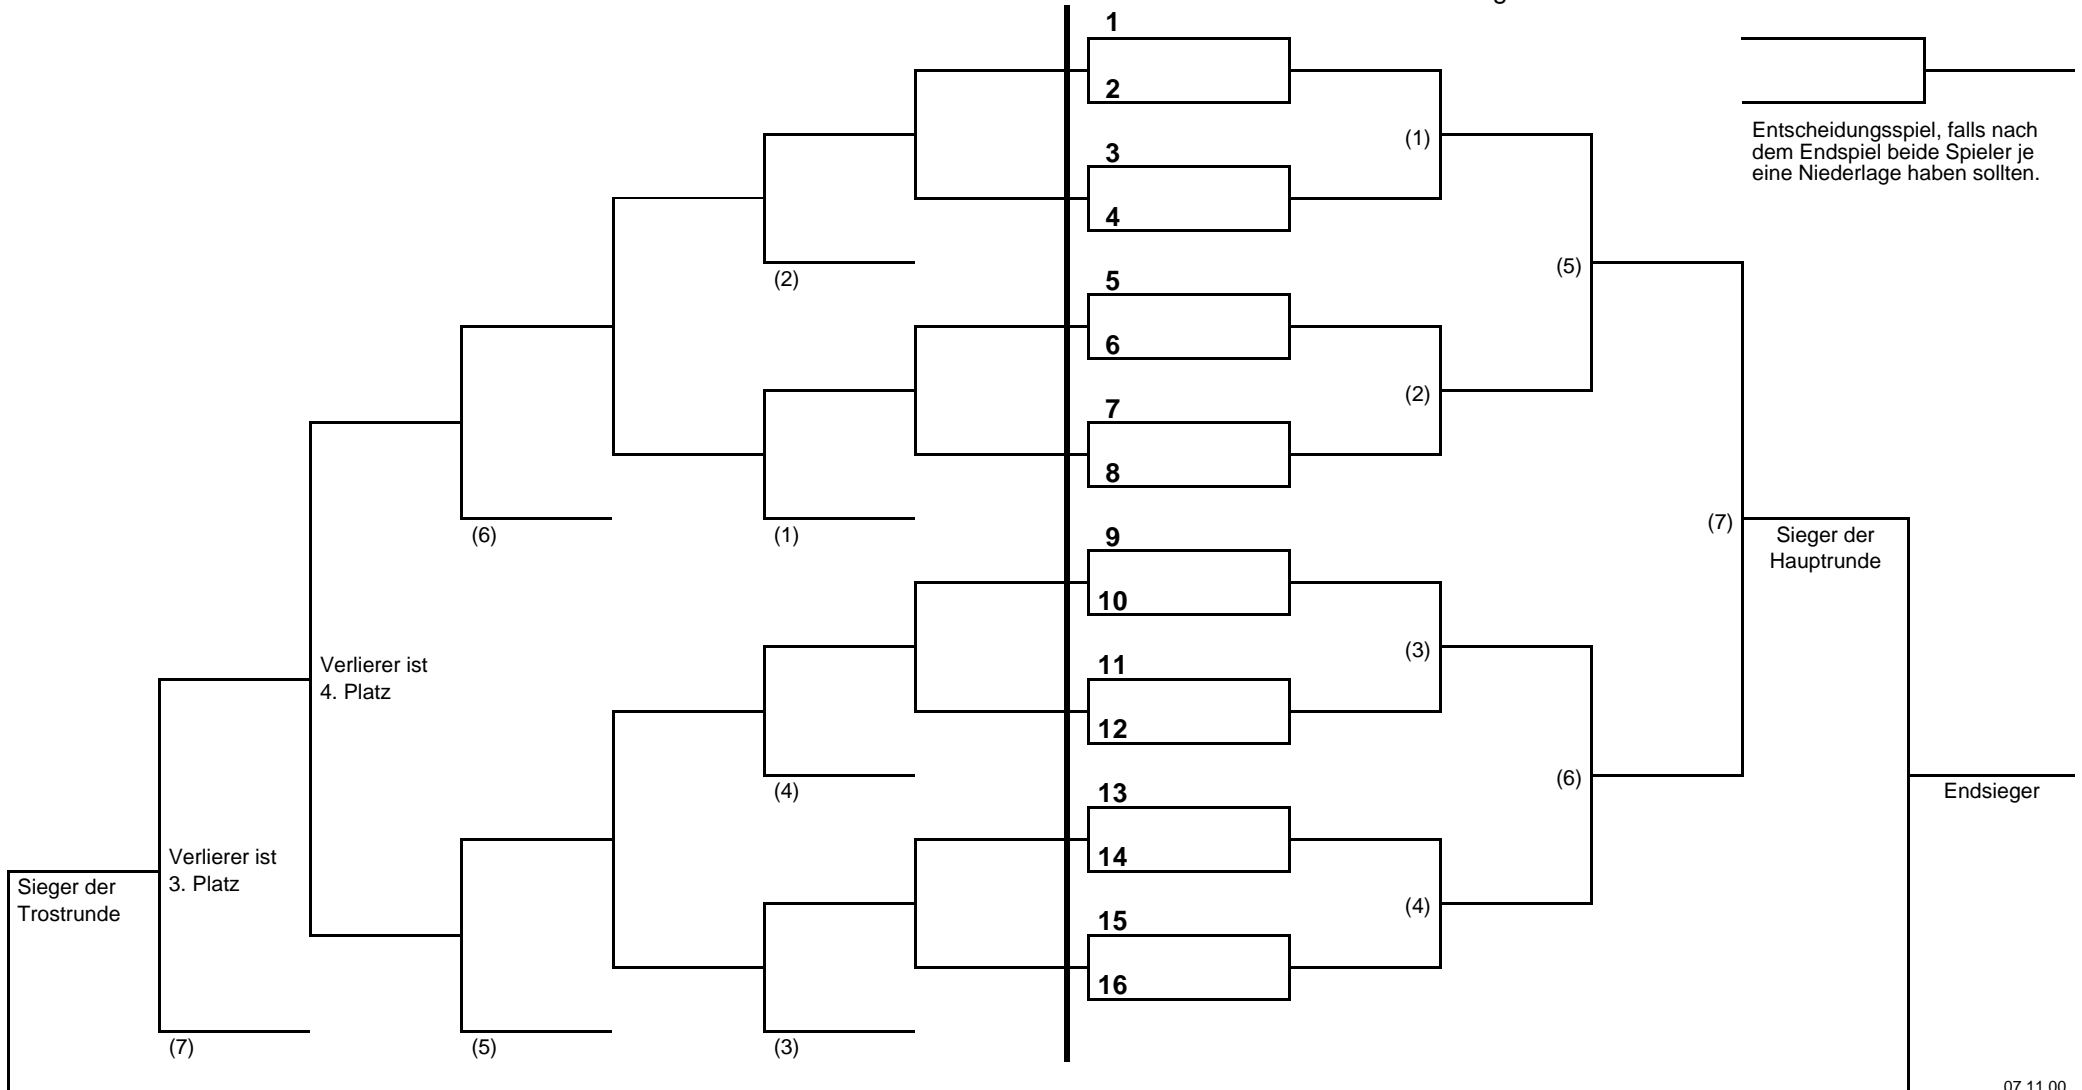 1
2
(1)
Entscheidungsspiel, falls nach
dem Endspiel beide Spieler je
eine Niederlage haben sollten.
3
4
(2)
5
(5)
6
(2)
7
8
(6)
(1)
9
(7)
Sieger der
Hauptrunde
10
Verlierer ist
4. Platz
11
(3)
12
(4)
13
(6)
Endsieger
14
Verlierer ist
3. Platz
Sieger der
Trostrunde
15
(4)
16
(7)
(5)
(3)
07.11.00